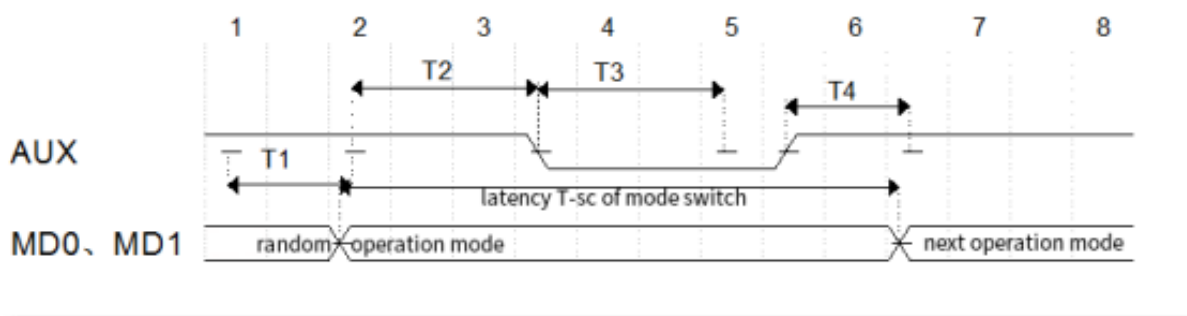 1 2 3 4 5 6 7 8
T2 T3 T4
AUX
T1
latency T-sc of mode switch
MD0、MD1 random operation mode next operation mode